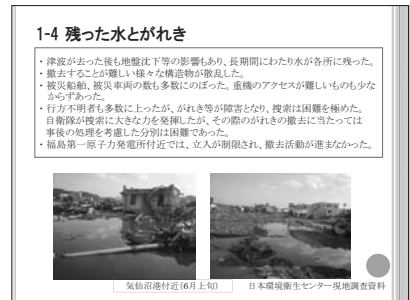 1-4 残った水とがれき
・津波が去った後も地盤沈下等の影響もあり、長期間にわたり水が各所に残った。
・撤去することが難しい様々な構造物が散乱した。
・被災船舶、被災車両の数も多数にのぼった。重機のアクセスが難しいものも少な
からずあった。
・行方不明者も多数に上ったが、がれき等が障害となり、捜索は困難を極めた。
自衛隊が捜索に大きな力を発揮したが、その際のがれきの撤去に当たっては
事後の処理を考慮した分別は困難であった。
・福島第一原子力発電所付近では、立入が制限され、撤去活動が進まなかった。
気仙沼港付近(6月上旬)
日本環境衛生センター現地調査資料